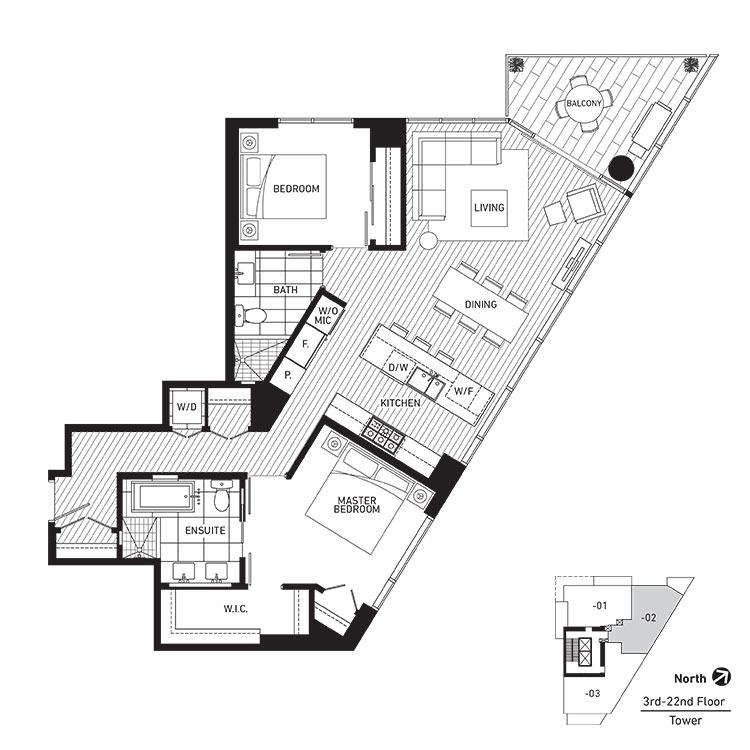 BALCONY
BEDROOM
LIVING
BATH
DINING
W/O
MIC
F.
D/W
P.
W/F
KITCHEN
W/D
MASTER
BEDROOM
ENSUITE
W.I.C.
-01
-02
-03
North
3rd-22nd Floor
Tower